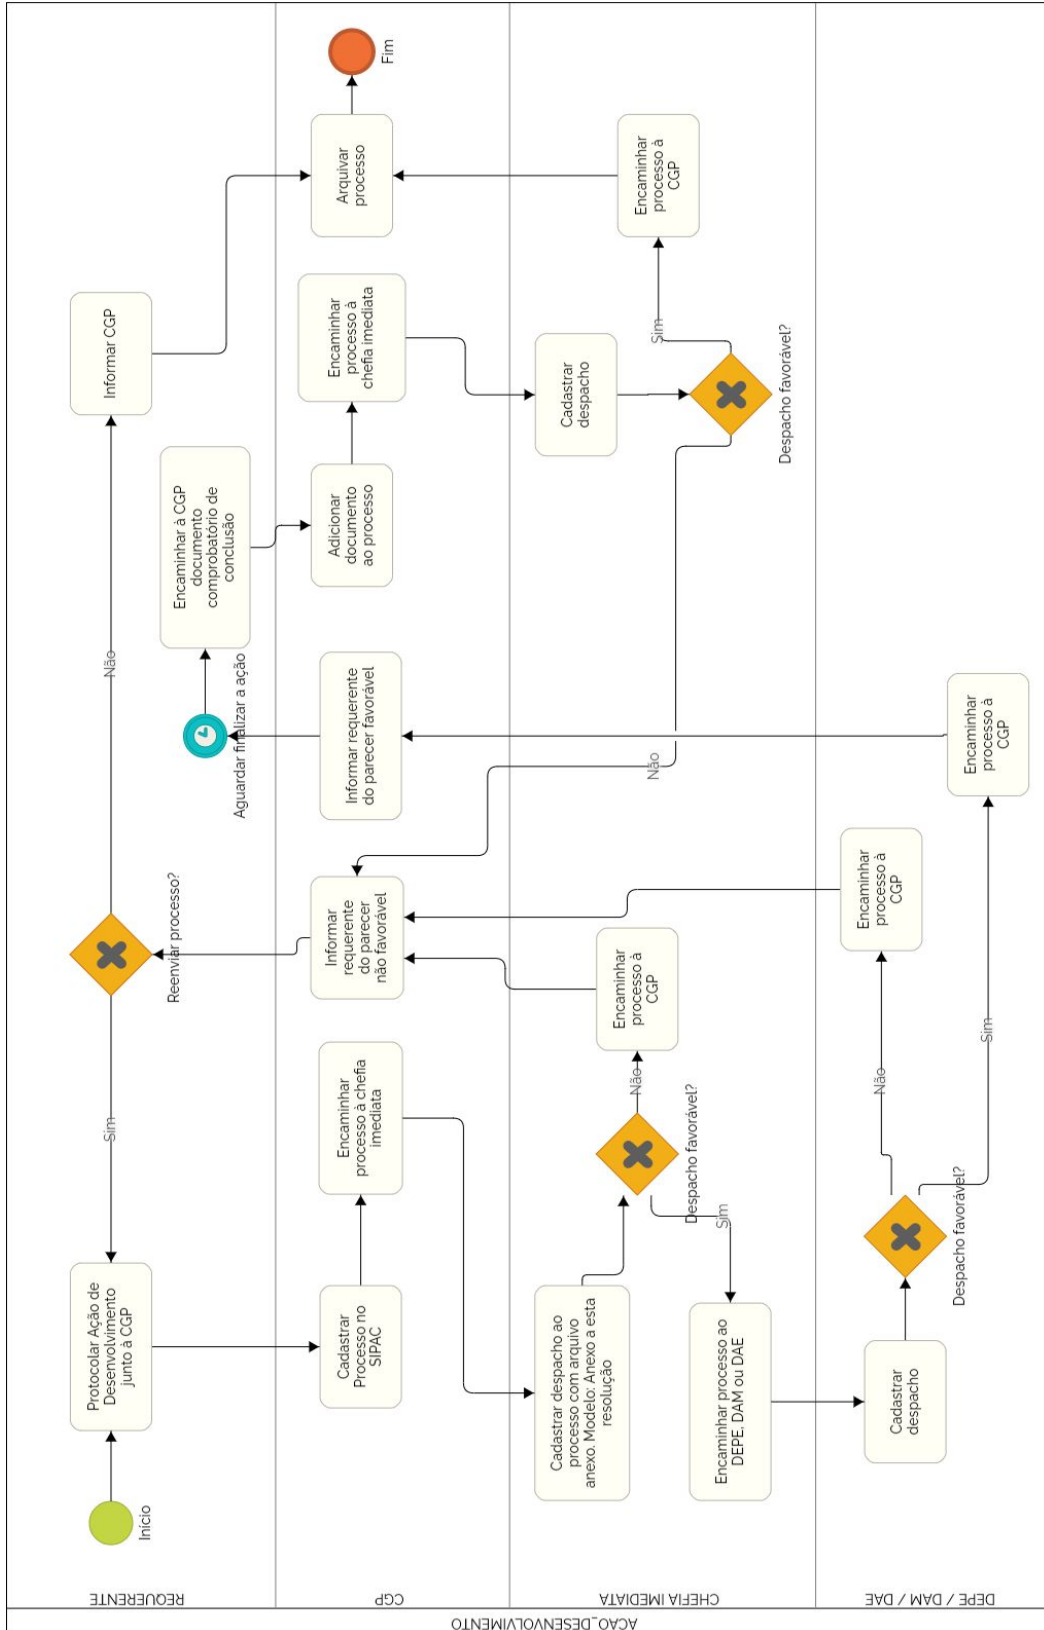 ACAO_DESENVOLVIMENTO
REQUERENTE
Início
Protocolar Ação de
Desenvolvimento
junto à CGP
Sim
Reenviar processo?
Não
Informar CGP
Aguardar finalizar a ação
Encaminhar à CGP
documento
comprobatório de
conclusão
CGP
Cadastrar
Processo no
SIPAC
Encaminhar
processo à chefia
imediata
Informar
requerente
do parecer
não favorável
Informar requerente
do parecer favorável
Adicionar
documento
ao processo
Encaminhar
processo à
chefia imediata
Arquivar
processo
Fim
CHEFIA IMEDIATA
Cadastrar despacho ao
processo com arquivo
anexo. Modelo: Anexo a esta
resolução
Despacho favorável?
Não
Sim
Encaminhar
processo à
CGP
Encaminhar processo ao
DEPE, DAM ou DAE
Não
Cadastrar
despacho
Despacho favorável?
Sim
Encaminhar
processo à
CGP
DEPE / DAM / DAE
Cadastrar
despacho
Despacho favorável?
Não
Encaminhar
processo à
CGP
Sim
Encaminhar
processo à
CGP